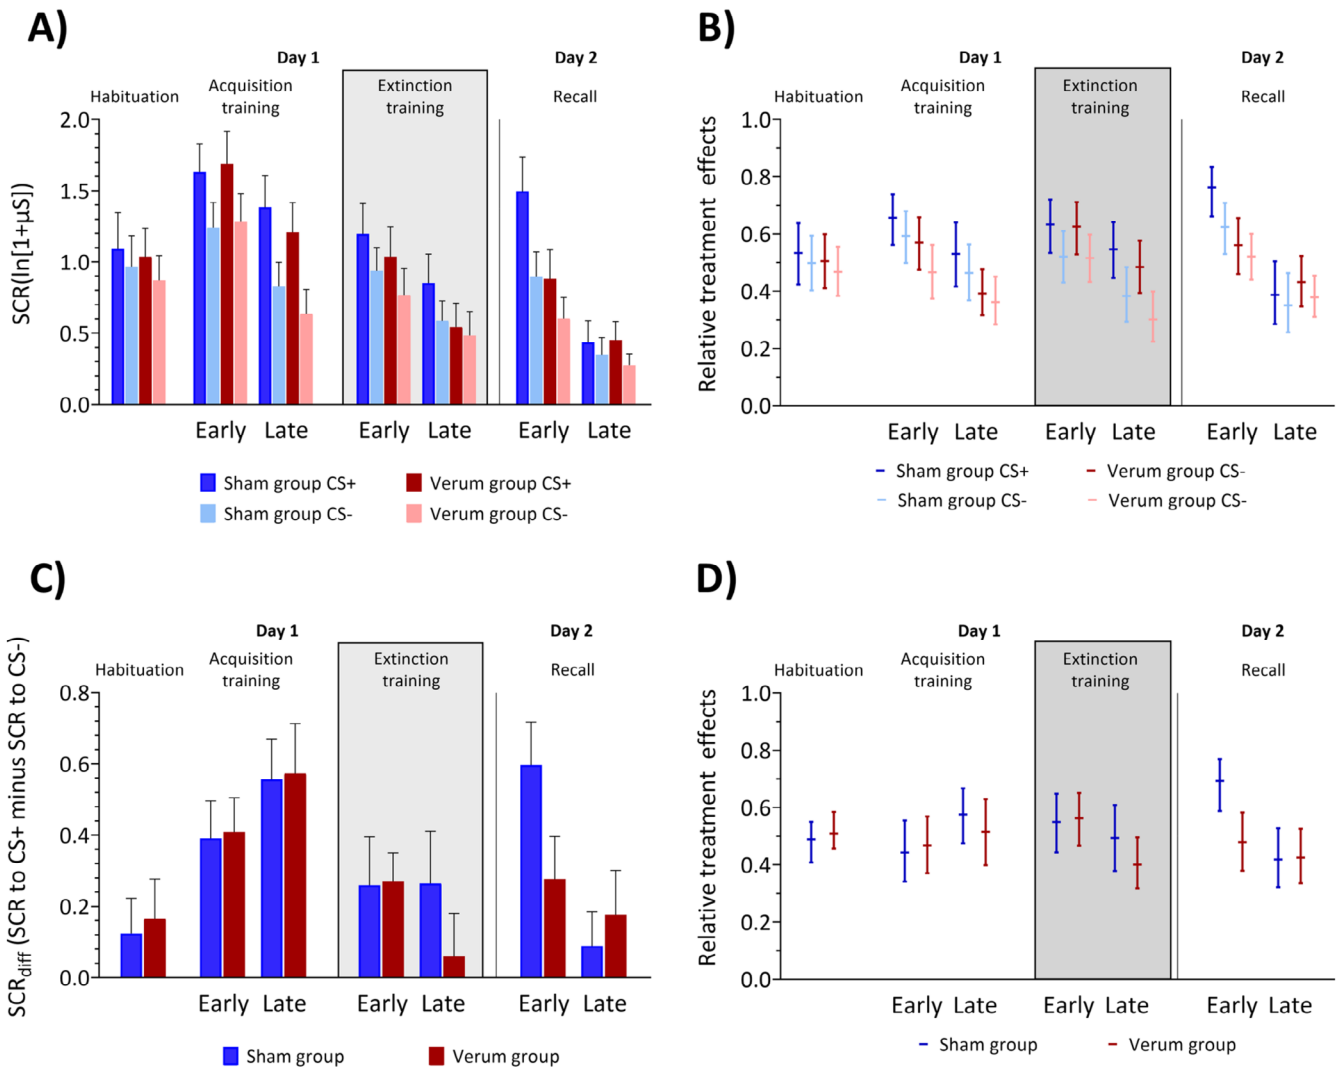 A)
Day 1
Day 2
Habituation
Acquisition
training
Extinction
training
Recall
SCR(ln[1+µS])
2.0
1.5
1.0
0.5
0.0
Early Late
Early Late
Early Late
Sham group CS+
Verum group CS+
Sham group CS-
Verum group CS-
B)
Day 1
Day 2
Habituation
Acquisition
training
Extinction
training
Recall
Relative treatment effects
1.0
0.8
0.6
0.4
0.2
0.0
Early Late
Early Late
Early Late
Sham group CS+
Verum group CS-
Sham group CS-
Verum group CS-
C)
Day 1
Day 2
Habituation
Acquisition
training
Extinction
training
Recall
SCRdiff (SCR to CS+ minus SCR to CS-)
0.8
0.6
0.4
0.2
0.0
Early Late
Early Late
Early Late
Sham group
Verum group
D)
Day 1
Day 2
Habituation
Acquisition
training
Extinction
training
Recall
Relative treatment effects
1.0
0.8
0.6
0.4
0.2
0.0
Early Late
Early Late
Early Late
Sham group
Verum group